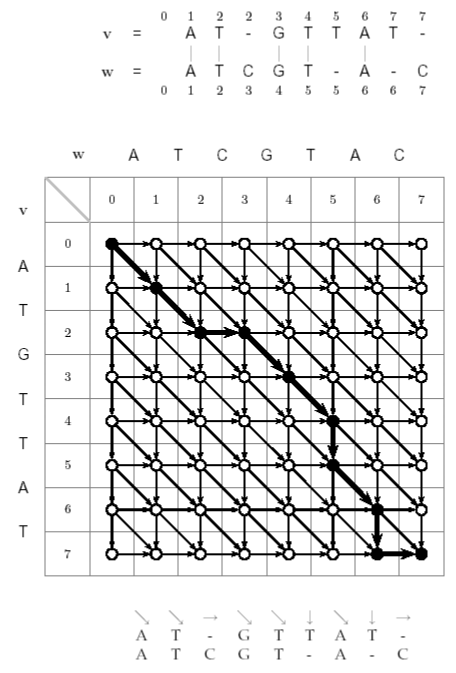 0 1 2 2 3 4 5 6 7 7
v = A T - G T T A T -
w = A T C G T - A - C
0 1 2 3 4 5 5 6 6 7
w A T C G T A C
v 0 1 2 3 4 5 6 7
0
A
1
T
2
G
3
T
4
T
5
A
6
T
7
↘ ↘ → ↘ ↘ ↓ ↘ ↓ →
A T - G T T A T -
A T C G T - A - C